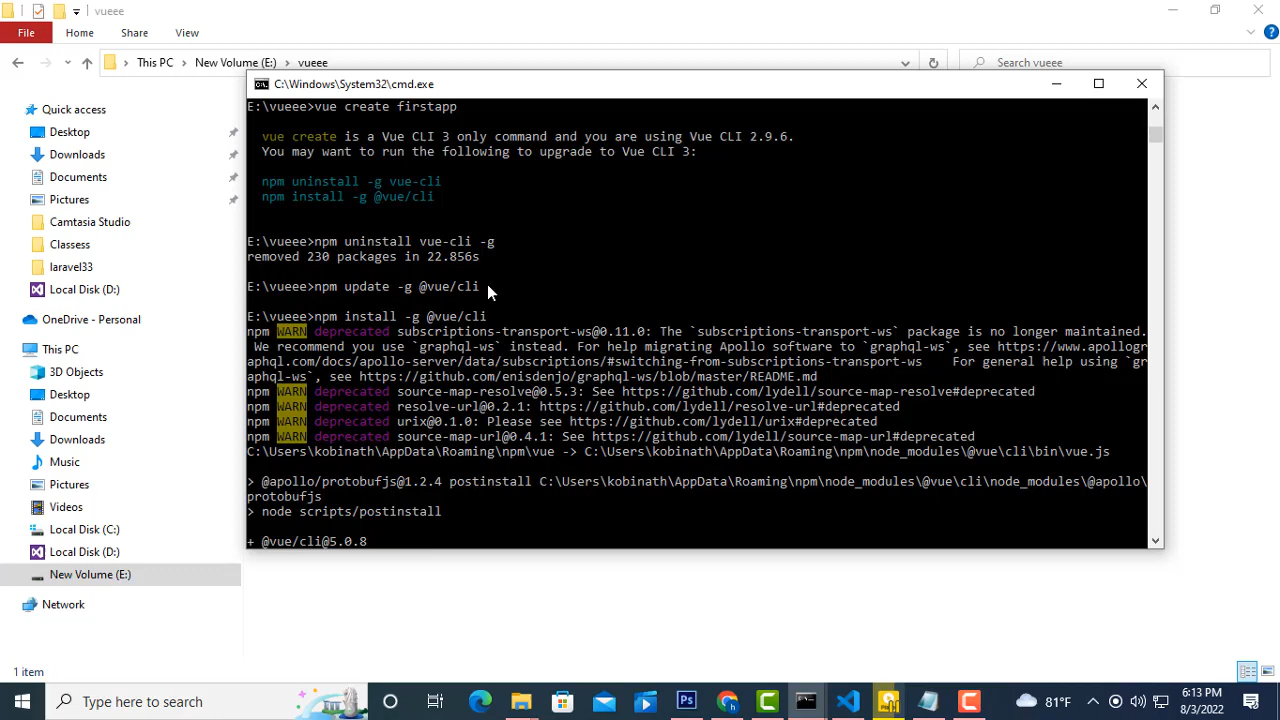 vueee
File
Home
Share
View
This PC
New Volume (E:)
vueee
Search vueee
Quick access
Desktop
Downloads
Documents
Pictures
Camtasia Studio
Classess
laravel33
Local Disk (D:)
OneDrive - Personal
This PC
3D Objects
Desktop
Documents
Downloads
Music
Pictures
Videos
Local Disk (C:)
Local Disk (D:)
New Volume (E:)
Network
1 item
C:\Windows\System32\cmd.exe
E:\vueee>vue create firstapp
vue create is a Vue CLI 3 only command and you are using Vue CLI 2.9.6.
You may want to run the following to upgrade to Vue CLI 3:
npm uninstall -g vue-cli
npm install -g @vue/cli
E:\vueee>npm uninstall vue-cli -g
removed 230 packages in 22.856s
E:\vueee>npm update -g @vue/cli
E:\vueee>npm install -g @vue/cli
npm WARN deprecated subscriptions-transport-ws@0.11.0: The `subscriptions-transport-ws` package is no longer maintained.
We recommend you use `graphql-ws` instead. For help migrating Apollo software to `graphql-ws`, see https://www.apollogr
aphql.com/docs/apollo-server/data/subscriptions/#switching-from-subscriptions-transport-ws    For general help using `gr
aphql-ws`, see https://github.com/enisdenjo/graphql-ws/blob/master/README.md
npm WARN deprecated source-map-resolve@0.5.3: See https://github.com/lydell/source-map-resolve#deprecated
npm WARN deprecated resolve-url@0.2.1: https://github.com/lydell/resolve-url#deprecated
npm WARN deprecated urix@0.1.0: Please see https://github.com/lydell/urix#deprecated
npm WARN deprecated source-map-url@0.4.1: See https://github.com/lydell/source-map-url#deprecated
C:\Users\kobinath\AppData\Roaming\npm\vue -> C:\Users\kobinath\AppData\Roaming\npm\node_modules\@vue\cli\bin\vue.js
> @apollo/protobufjs@1.2.4 postinstall C:\Users\kobinath\AppData\Roaming\npm\node_modules\@vue\cli\node_modules\@apollo\
protobufjs
> node scripts/postinstall
+ @vue/cli@5.0.8
Type here to search
81°F
6:13 PM
8/3/2022